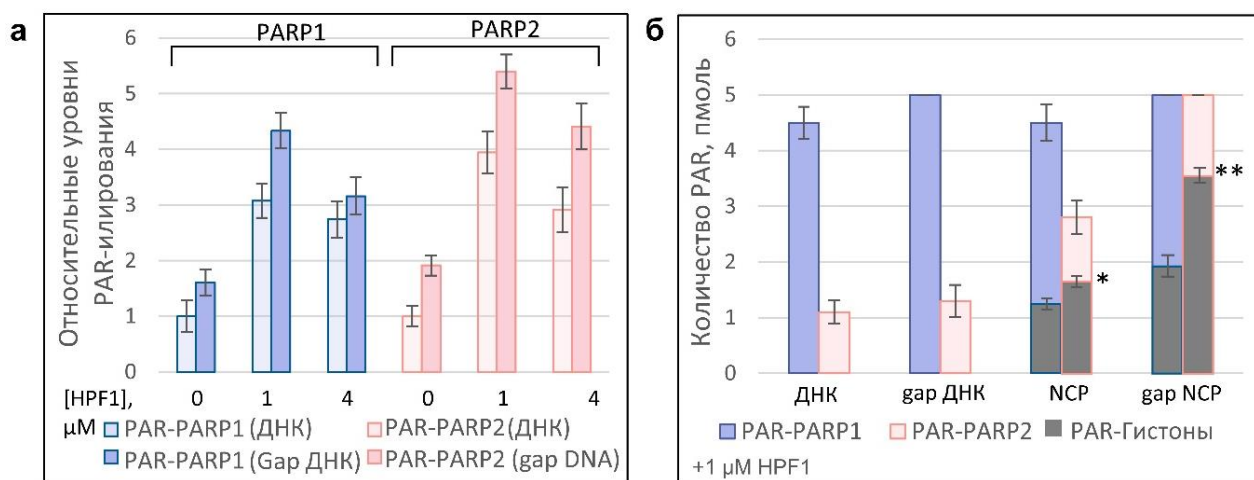 а
PARP1 PARP2
Относительные уровни
PAR-илирования
6
5
4
3
2
1
0
[HPF1], 0 1 4 0 1 4
μM
PAR-PARP1 (ДНК) PAR-PARP2 (ДНК)
PAR-PARP1 (Gap ДНК) PAR-PARP2 (gap DNA)
б
Количество PAR, пмоль
6
5
4
3
2
1
0
*
**
ДНК gap ДНК NCP gap NCP
PAR-PARP1 PAR-PARP2 PAR-Гистоны
+1 μM HPF1